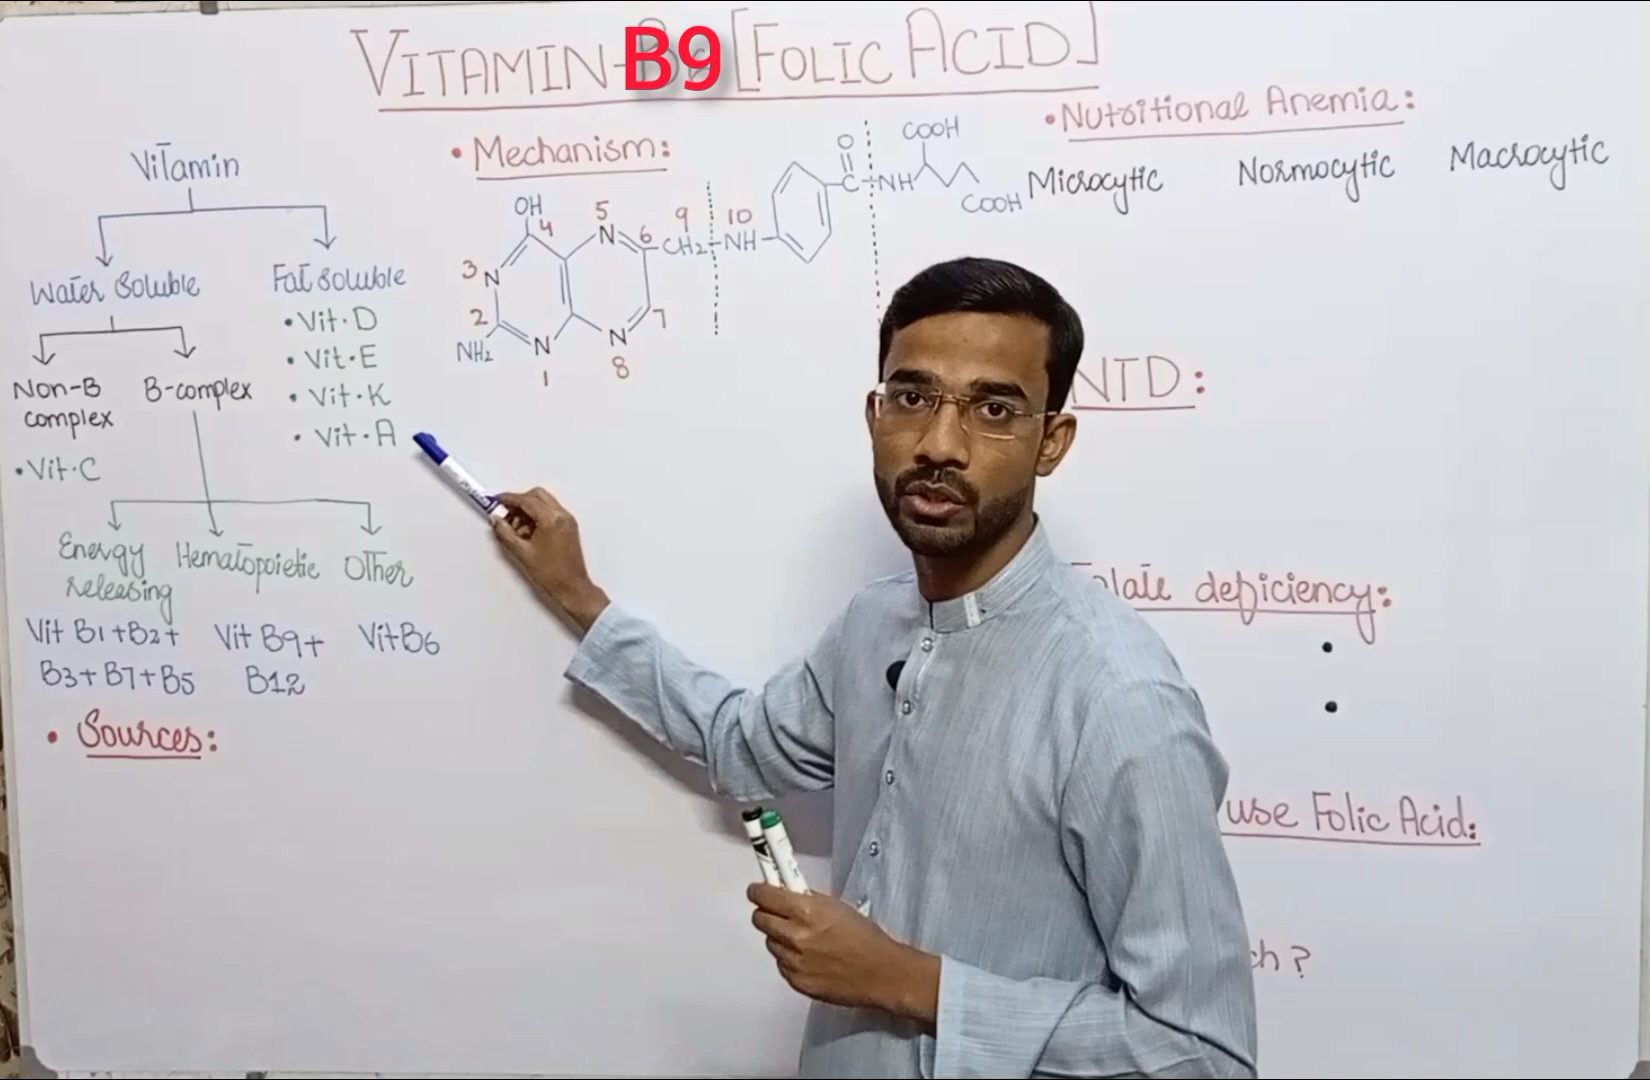 VITAMIN-B9 [FOLIC ACID]
Vitamin
Water Soluble
Fat soluble
• Vit.D
• Vit.E
• Vit.K
• Vit.A
Non-B complex
B-complex
• Vit.C
Energy releasing
Hematopoietic
Other
Vit B1+B2+
B3+B7+B5
Vit B9+
B12
Vit B6
• Sources:
• Mechanism:
OH
4
5
N
6
9
CH2
10
NH
O
C
NH
COOH
COOH
3
N
2
NH2
N
1
N
8
7
• Nutritional Anemia:
Microcytic
Normocytic
Macrocytic
NTD:
deficiency:
•
•
use Folic Acid:
ch?